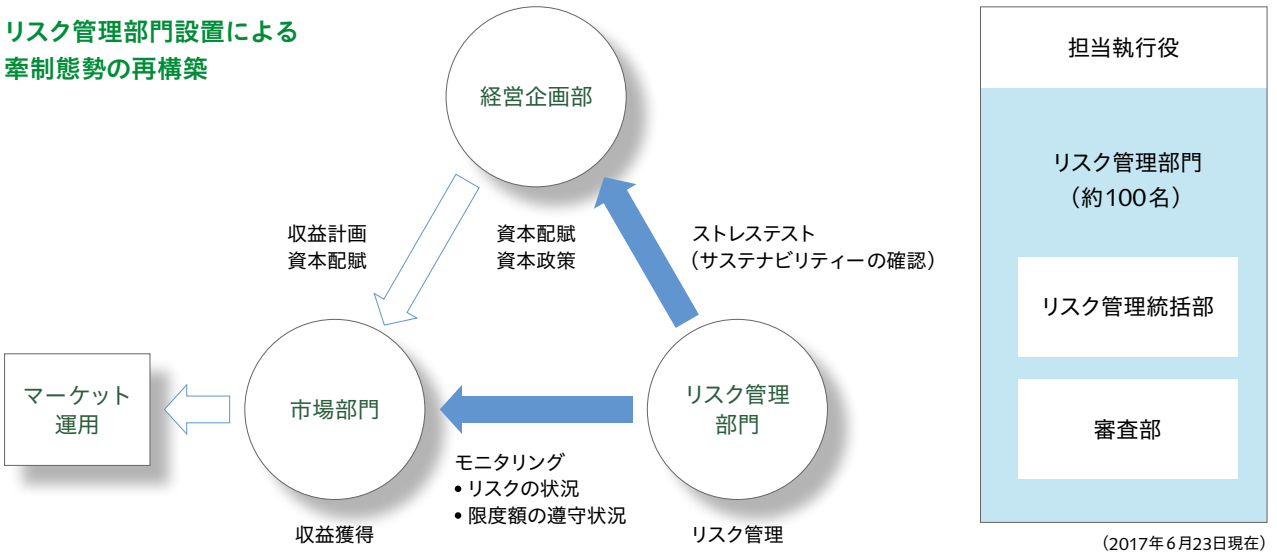 リスク管理部門設置による
牽制態勢の再構築
経営企画部
収益計画
資本配賦
資本配賦
資本政策
ストレステスト
（サステナビリティーの確認）
マーケット
運用
市場部門
リスク管理
部門
モニタリング
• リスクの状況
• 限度額の遵守状況
収益獲得
リスク管理
担当執行役
リスク管理部門
（約100名）
リスク管理統括部
審査部
（2017年6月23日現在）